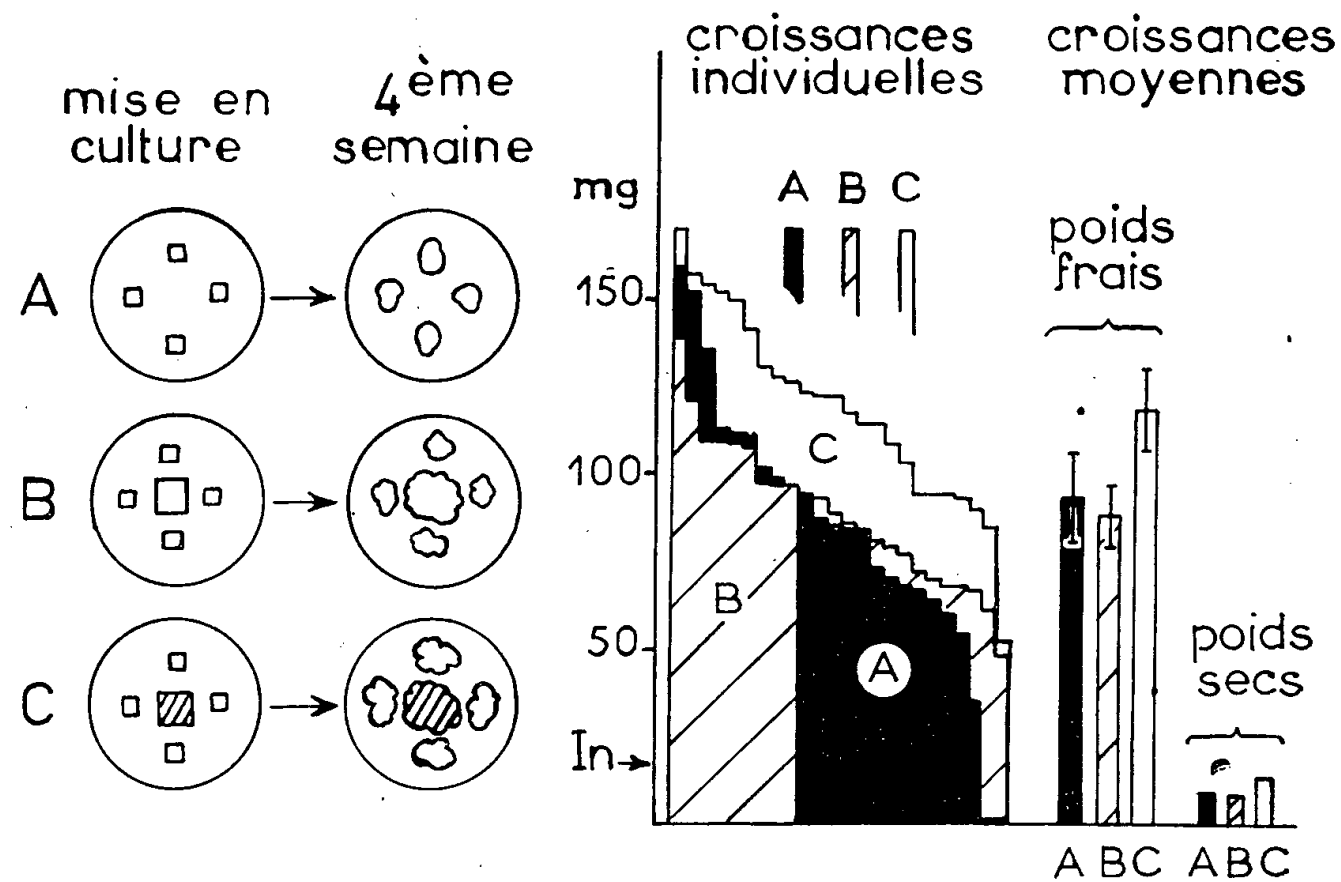 mise en
culture
4ème
semaine
A
B
C
croissances
individuelles
croissances
moyennes
mg
150
100
50
In
A B C
C
B
A
poids
frais
poids
secs
A B C A B C